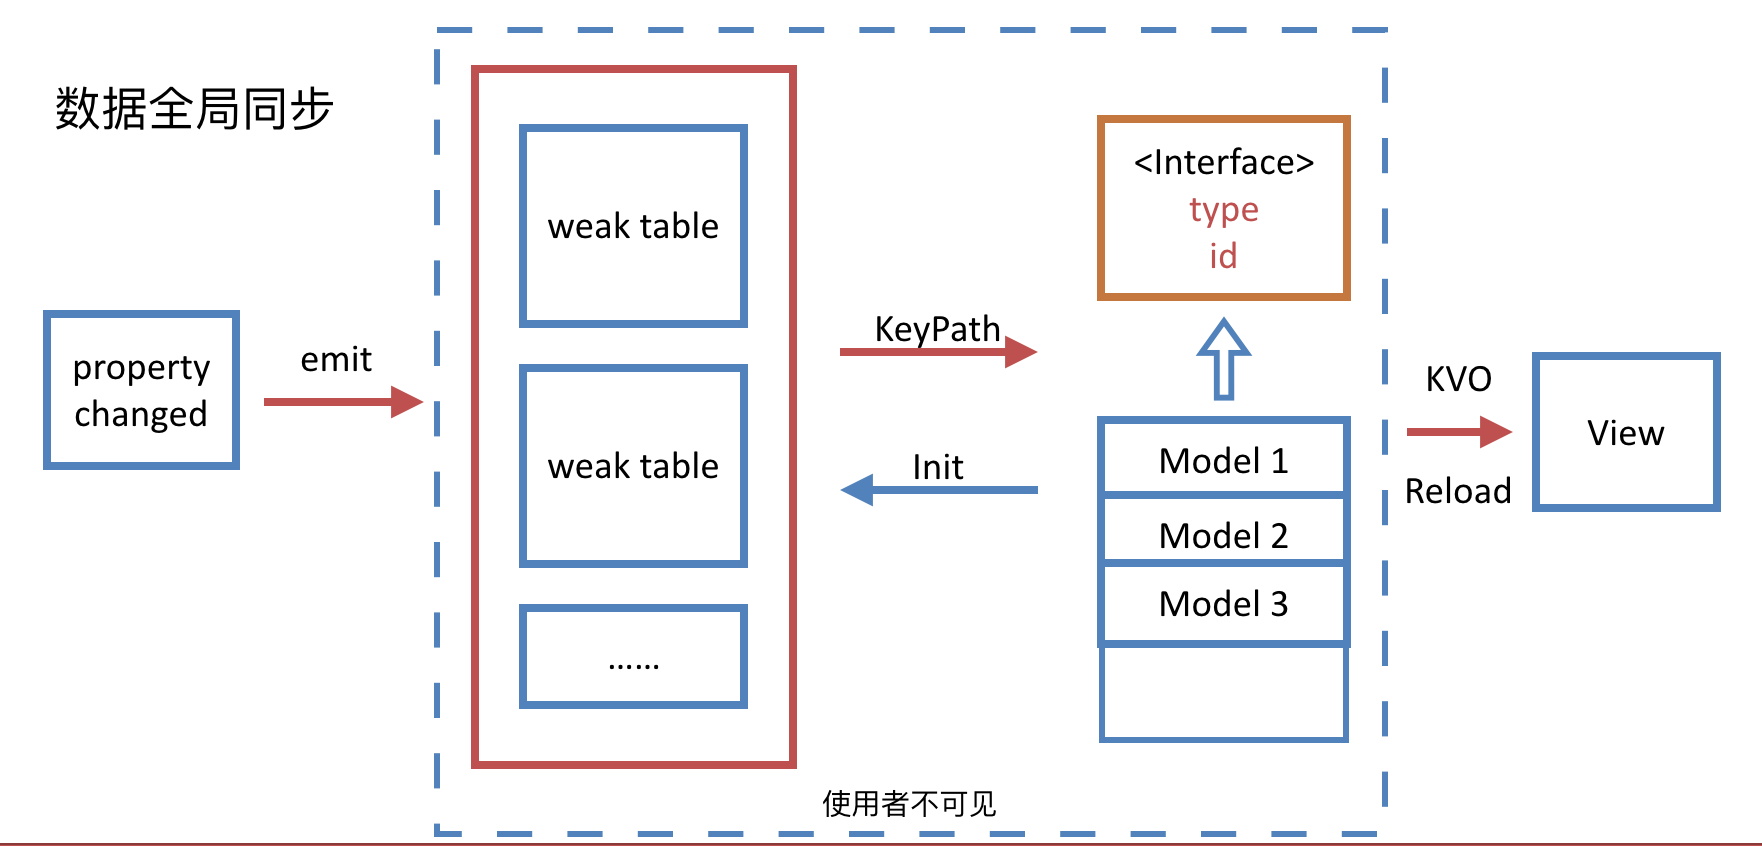 数据全局同步
property
changed
emit
weak table
weak table
……
KeyPath
Init
<Interface>
type
id
Model 1
Model 2
Model 3
KVO
Reload
View
使用者不可见